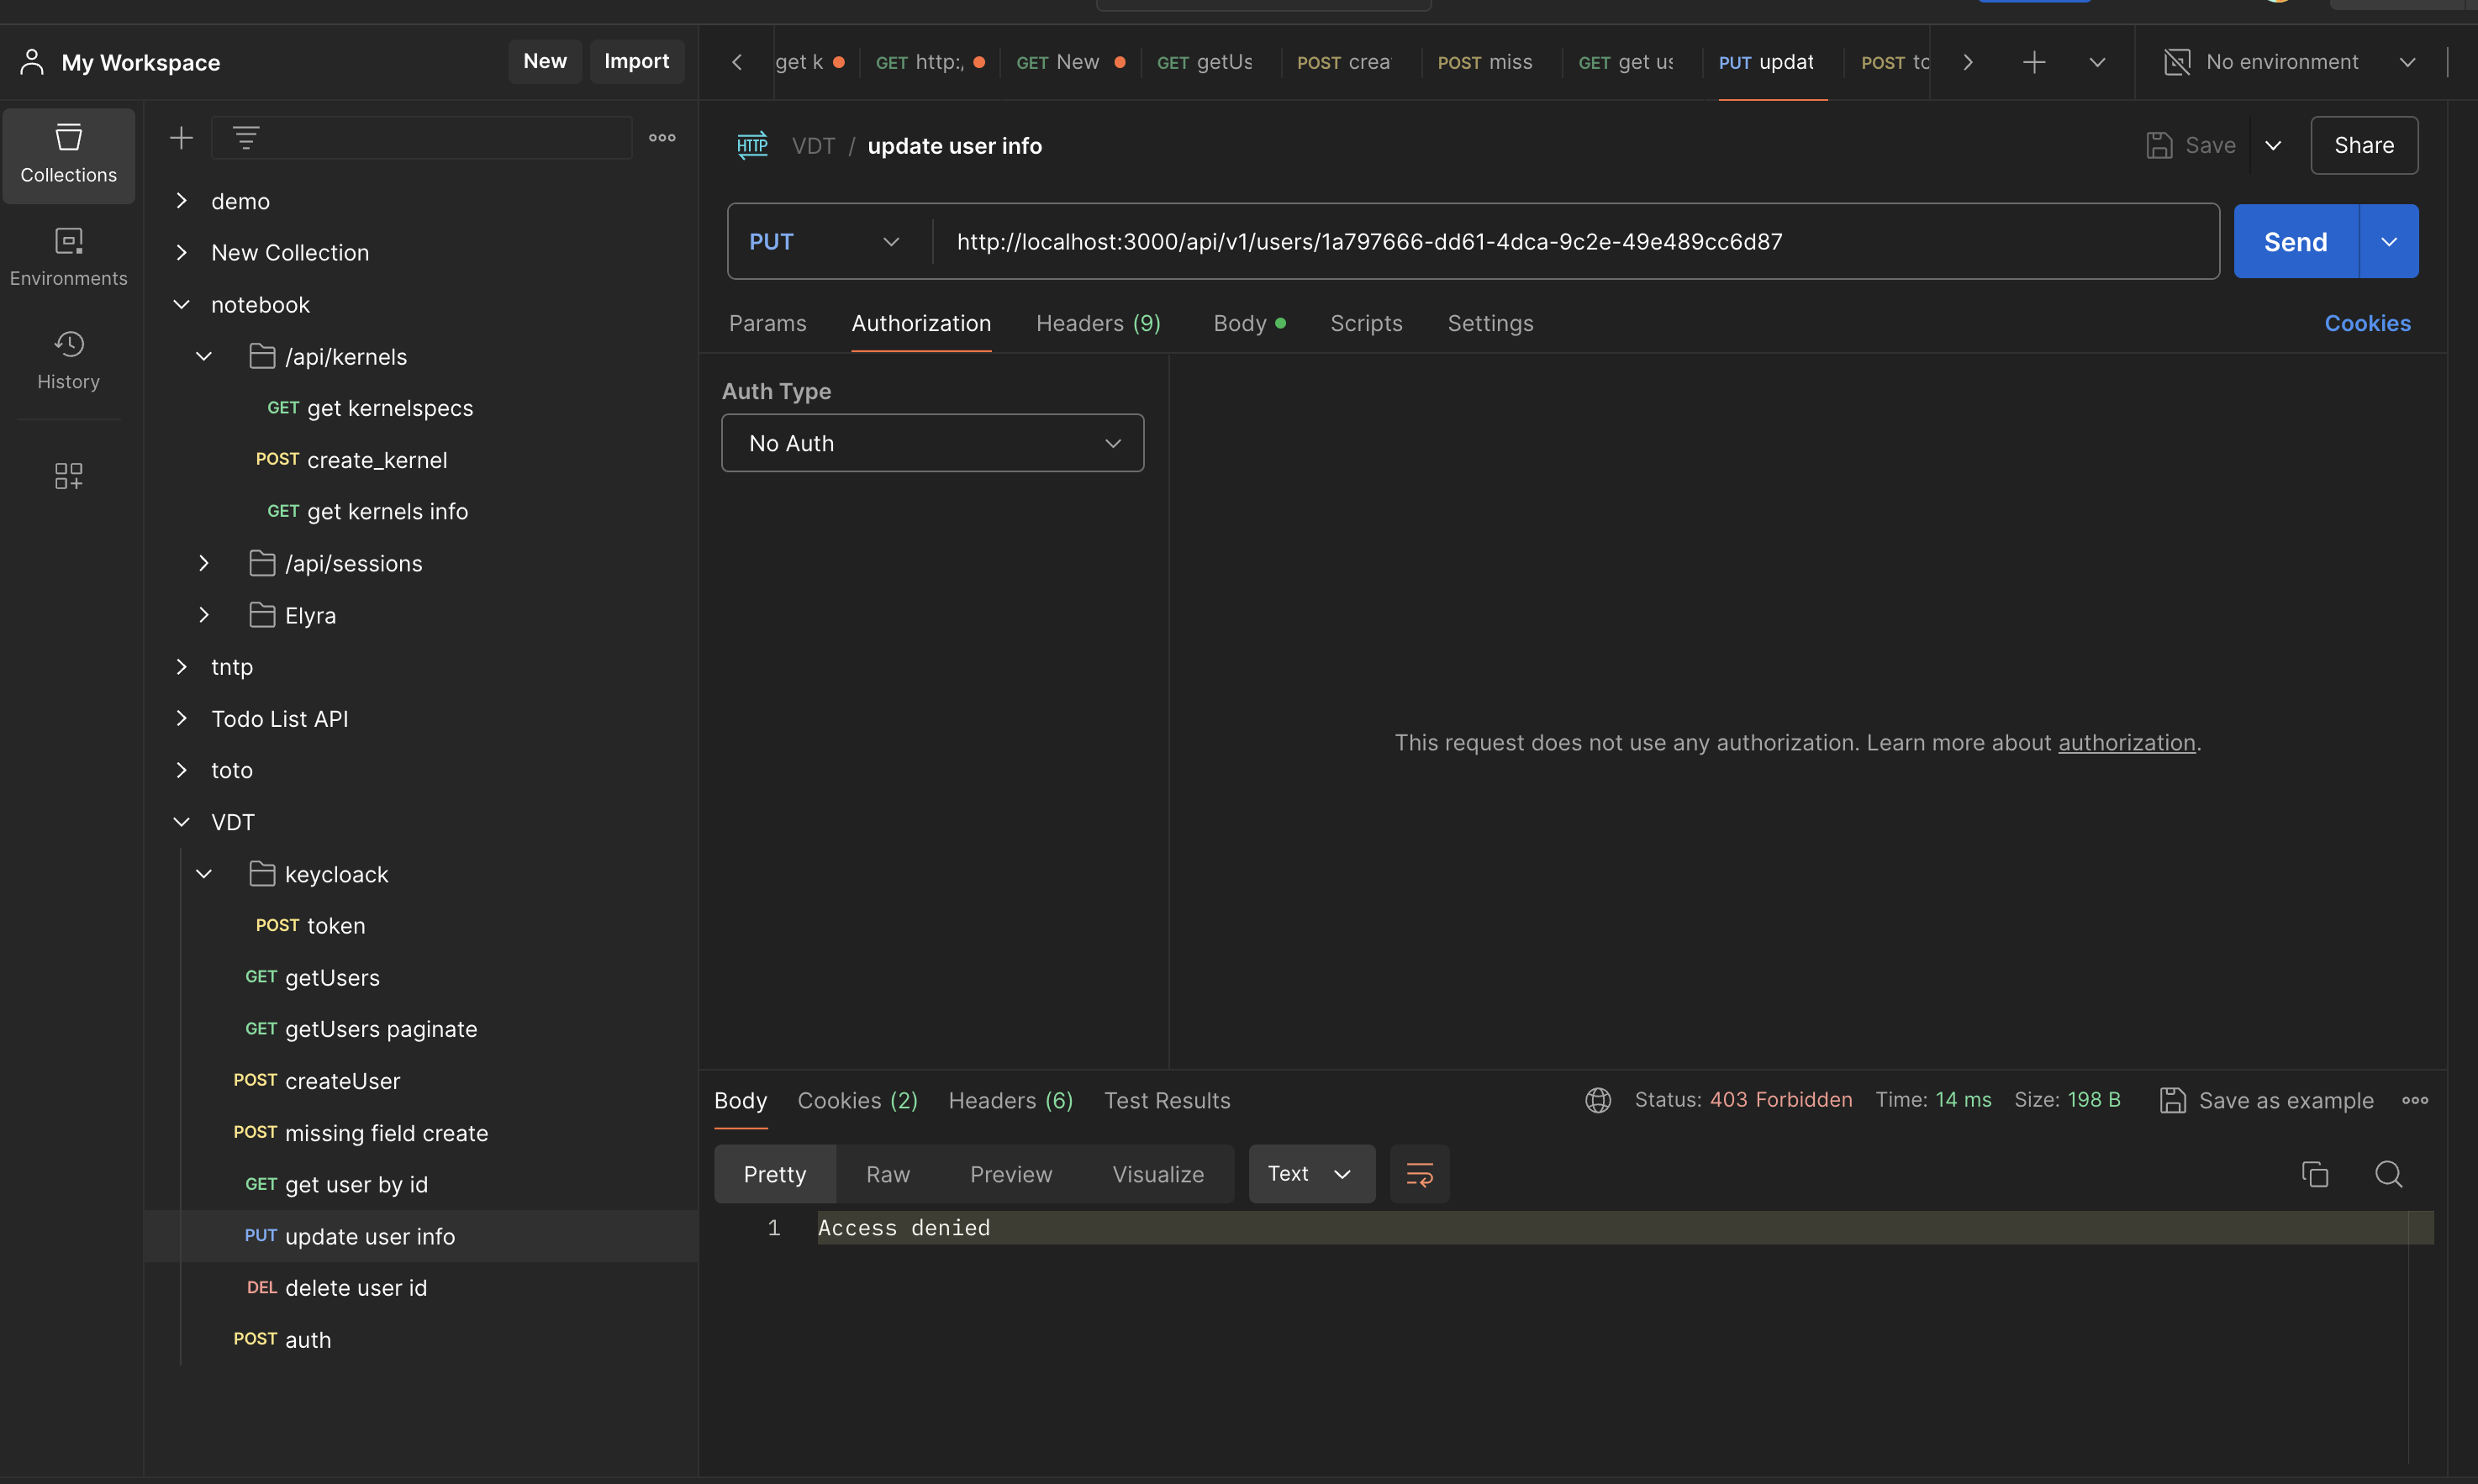 My Workspace
New
Import
get k
GET http:,
GET New
GET getUs
POST crea
POST miss
GET get us
PUT updat
POST to
No environment
Collections
Environments
History
demo
New Collection
notebook
/api/kernels
GET get kernelspecs
POST create_kernel
GET get kernels info
/api/sessions
Elyra
tntp
Todo List API
toto
VDT
keycloack
POST token
GET getUsers
GET getUsers paginate
POST createUser
POST missing field create
GET get user by id
PUT update user info
DEL delete user id
POST auth
HTTP VDT / update user info
Save
Share
PUT
http://localhost:3000/api/v1/users/1a797666-dd61-4dca-9c2e-49e489cc6d87
Send
Params
Authorization
Headers (9)
Body
Scripts
Settings
Cookies
Auth Type
No Auth
This request does not use any authorization. Learn more about authorization.
Body
Cookies (2)
Headers (6)
Test Results
Status: 403 Forbidden
Time: 14 ms
Size: 198 B
Save as example
Pretty
Raw
Preview
Visualize
Text
1 Access denied